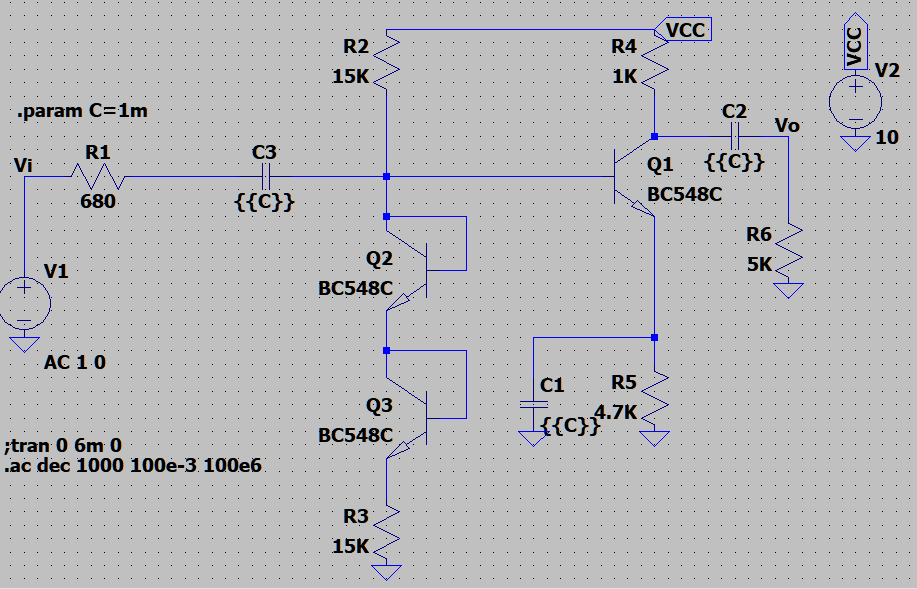 VCC
R2
15K
R4
1K
VCC
V2
10
.param C=1m
C2
Vo
Vi
R1
680
C3
{{C}}
Q1
BC548C
{{C}}
R6
5K
V1
AC 1 0
Q2
BC548C
Q3
BC548C
C1
{{C}}
R5
4.7K
;tran 0 6m 0
.ac dec 1000 100e-3 100e6
R3
15K